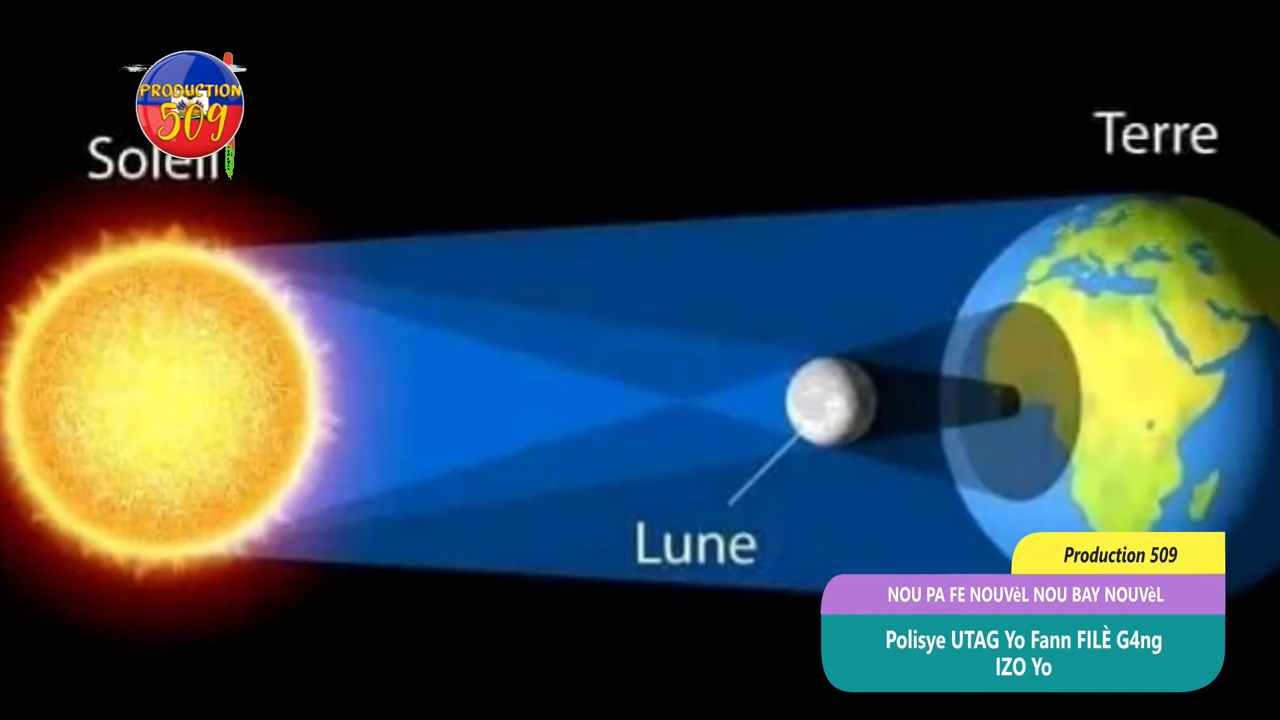 PRODUCTION
509
Soleil
Terre
Lune
Production 509
NOU PA FE NOUVèL NOU BAY NOUVèL
Polisye UTAG Yo Fann FILÈ G4ng
IZO Yo